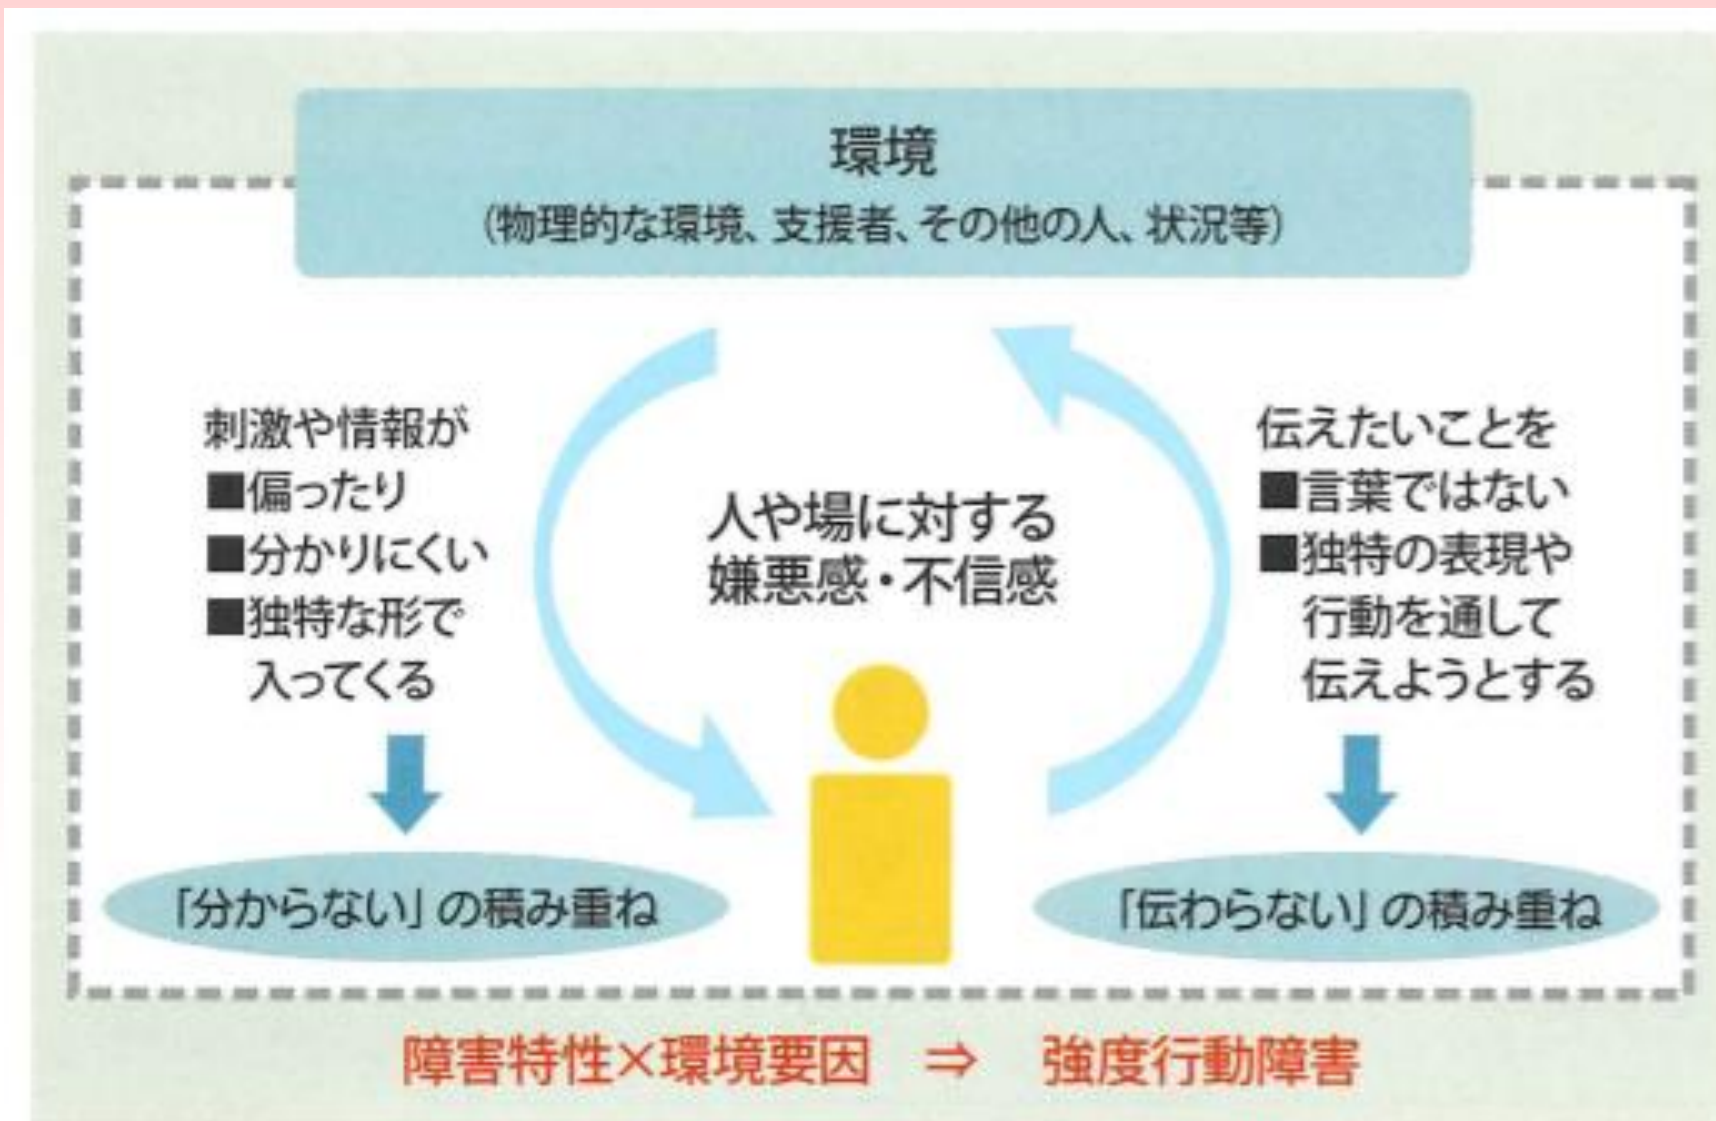 環境
(物理的な環境、支援者、その他の人、状況等)
刺激や情報が
■偏ったり
■分かりにくい
■独特な形で
入ってくる
人や場に対する
嫌悪感・不信感
伝えたいことを
■言葉ではない
■独特の表現や
行動を通して
伝えようとする
「分からない」の積み重ね
「伝わらない」の積み重ね
障害特性×環境要因 ⇒ 強度行動障害